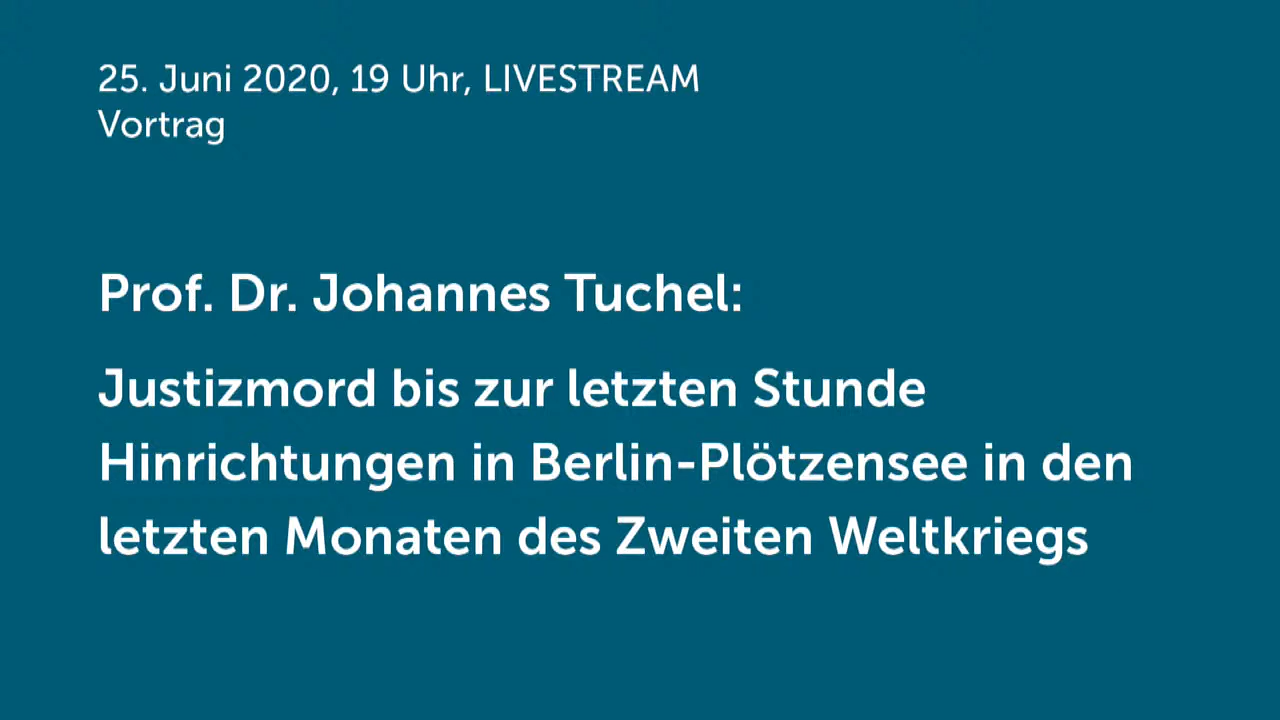 25. Juni 2020, 19 Uhr, LIVESTREAM
Vortrag
Prof. Dr. Johannes Tuchel:
Justizmord bis zur letzten Stunde
Hinrichtungen in Berlin-Plötzensee in den
letzten Monaten des Zweiten Weltkriegs